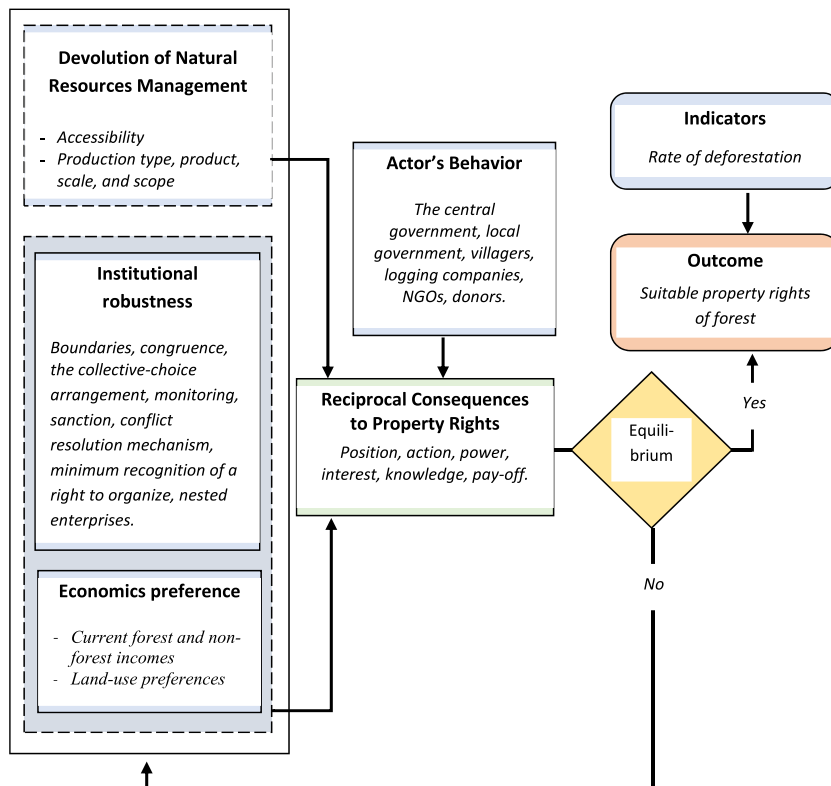 Devolution of Natural
Resources Management
- Accessibility
- Production type, product,
scale, and scope
Institutional
robustness
Boundaries, congruence,
the collective-choice
arrangement, monitoring,
sanction, conflict
resolution mechanism,
minimum recognition of a
right to organize, nested
enterprises.
Economics preference
- Current forest and non-
forest incomes
- Land-use preferences
Actor's Behavior
The central
government, local
government, villagers,
logging companies,
NGOs, donors.
Reciprocal Consequences
to Property Rights
Position, action, power,
interest, knowledge, pay-off.
Indicators
Rate of deforestation
Outcome
Suitable property rights
of forest
Equili-
brium
Yes
No